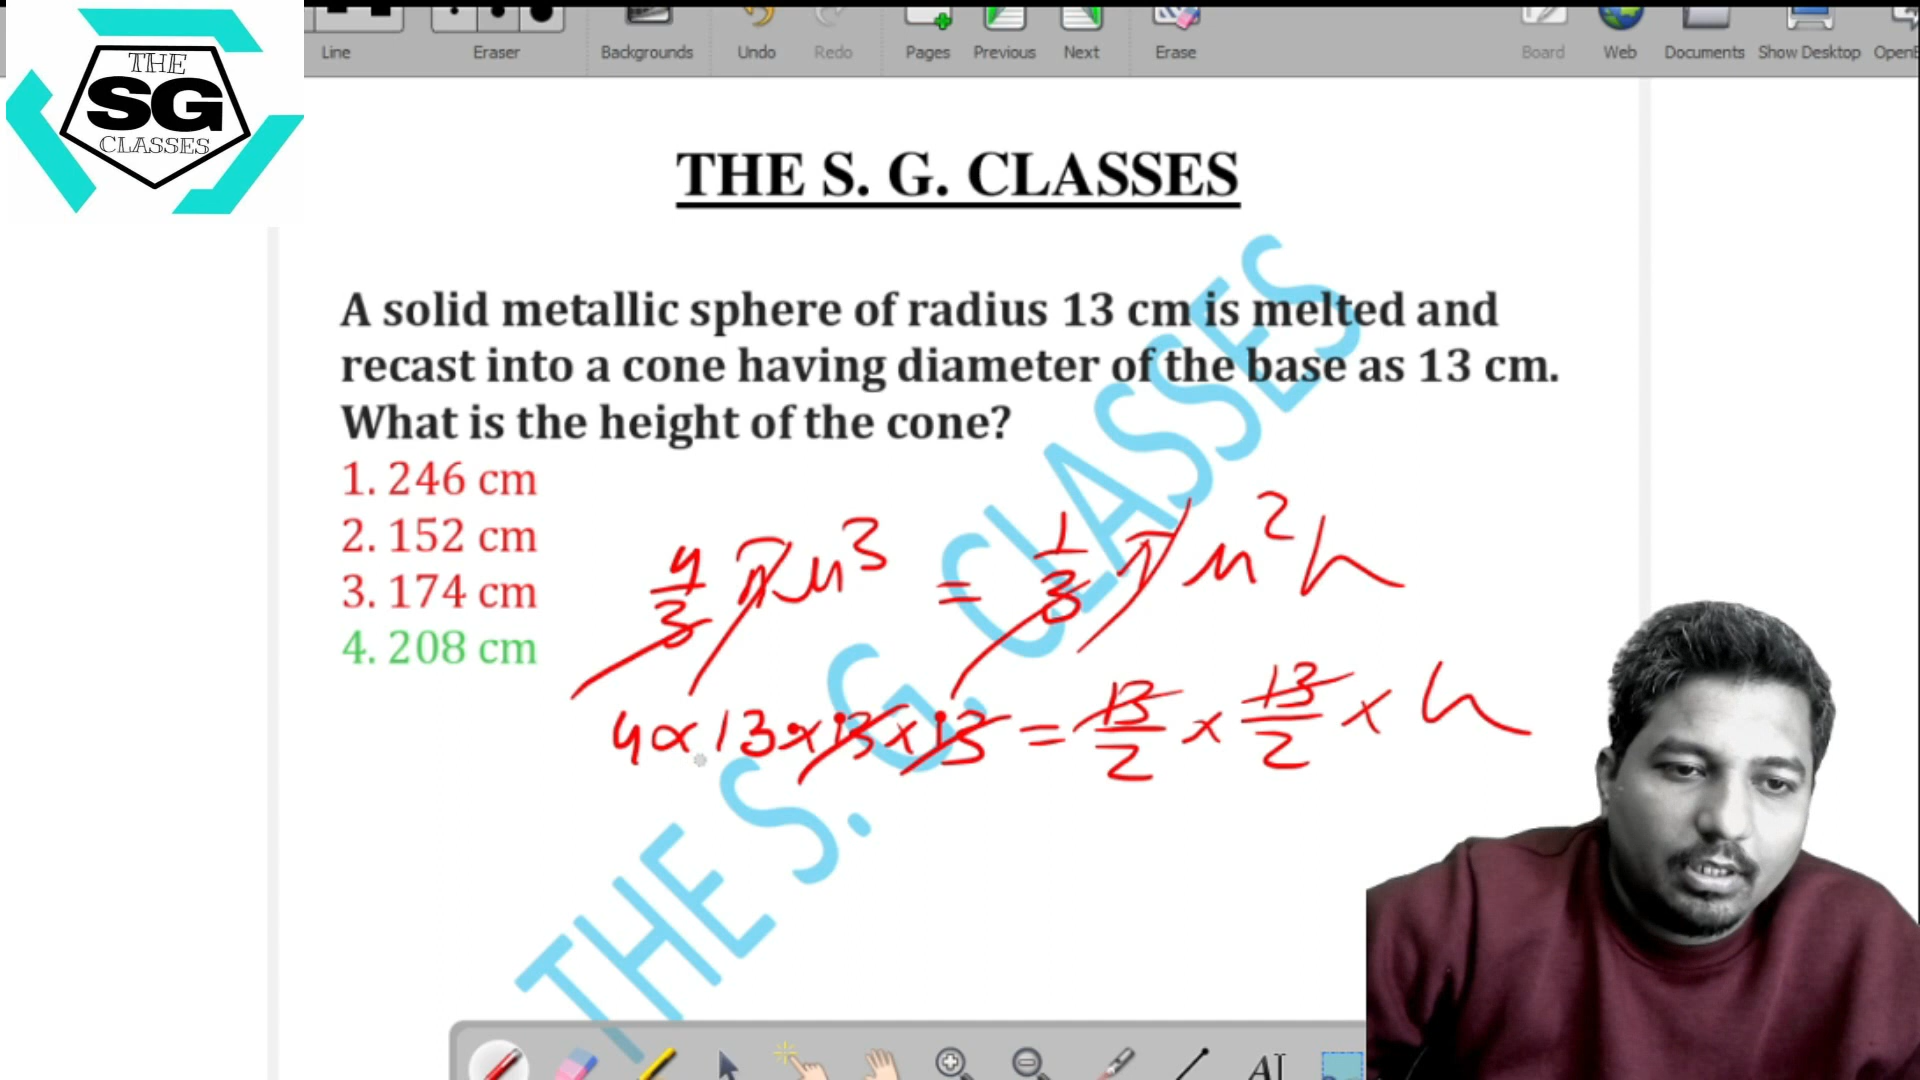 THE
SG
CLASSES
Line
Eraser
Backgrounds
Undo
Redo
Pages
Previous
Next
Erase
Board
Web
Documents
Show Desktop
THE S. G. CLASSES
A solid metallic sphere of radius 13 cm is melted and
recast into a cone having diameter of the base as 13 cm.
What is the height of the cone?
1. 246 cm
2. 152 cm
3. 174 cm
4. 208 cm
4/3 πr³ = 1/3 πr²h
4×13×13×13 = 13/2 × 13/2 × h
THE S. G. CLASSES
AI